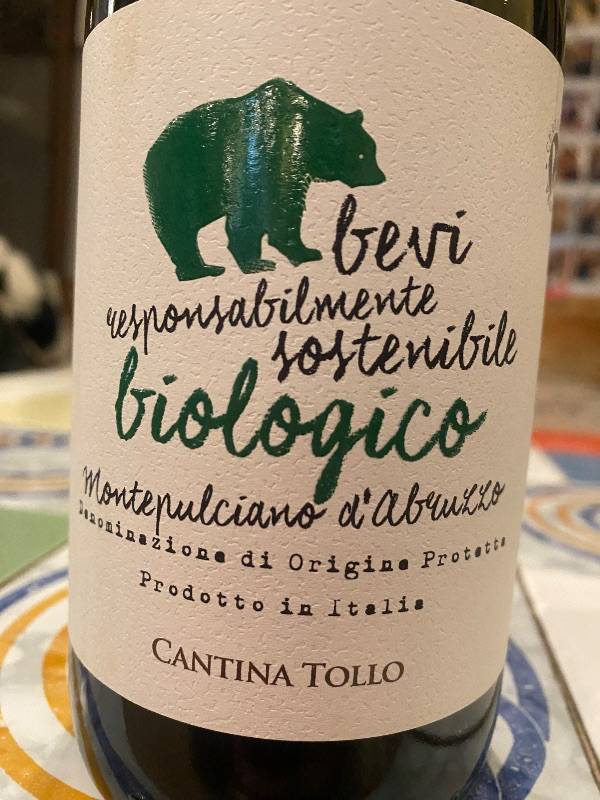 bevi
responsabilmente
sostenibile
biologico
Montepulciano d'Abruzzo
Denominazione di Origine Protetta
Prodotto in Italia
CANTINA TOLLO